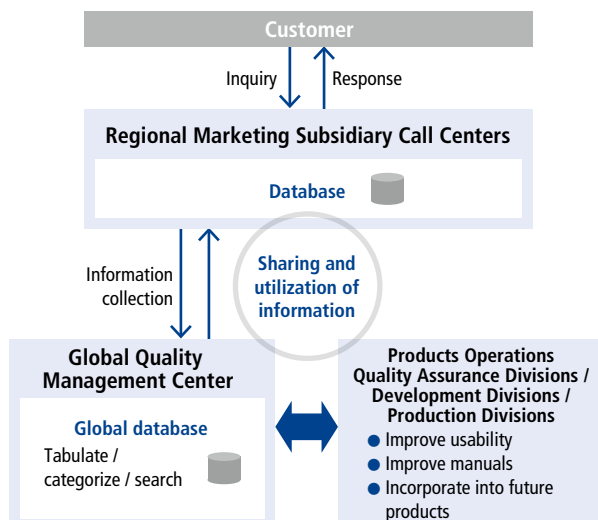 Customer
Inquiry
Response
Regional Marketing Subsidiary Call Centers
Database
Information
collection
Sharing and
utilization of
information
Global Quality
Management Center
Global database
Tabulate /
categorize / search
Products Operations
Quality Assurance Divisions /
Development Divisions /
Production Divisions
● Improve usability
● Improve manuals
● Incorporate into future
products